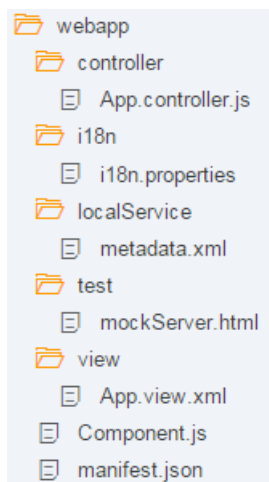 webapp
controller
App.controller.js
i18n
i18n.properties
localService
metadata.xml
test
mockServer.html
view
App.view.xml
Component.js
manifest.json